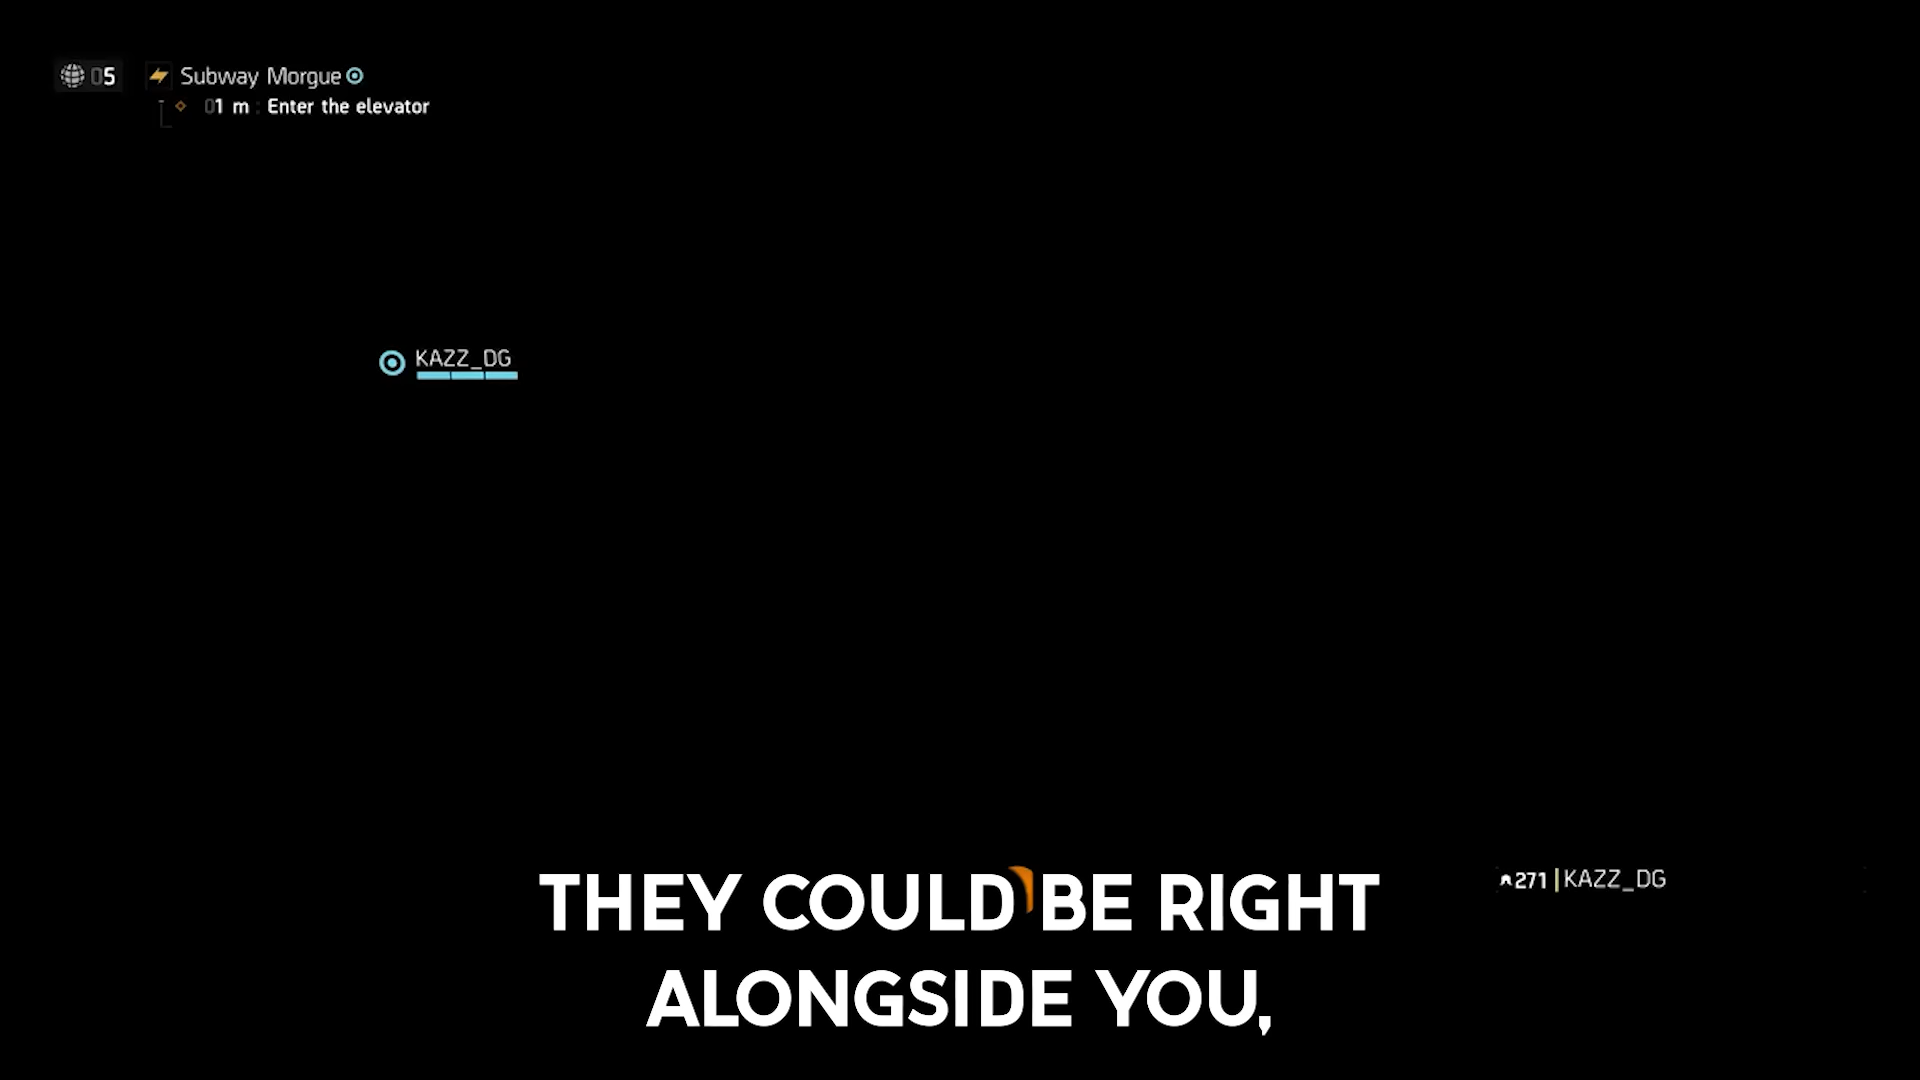 05 Subway Morgue
01 m : Enter the elevator
KAZZ_DG
271 | KAZZ_DG
THEY COULD BE RIGHT
ALONGSIDE YOU,